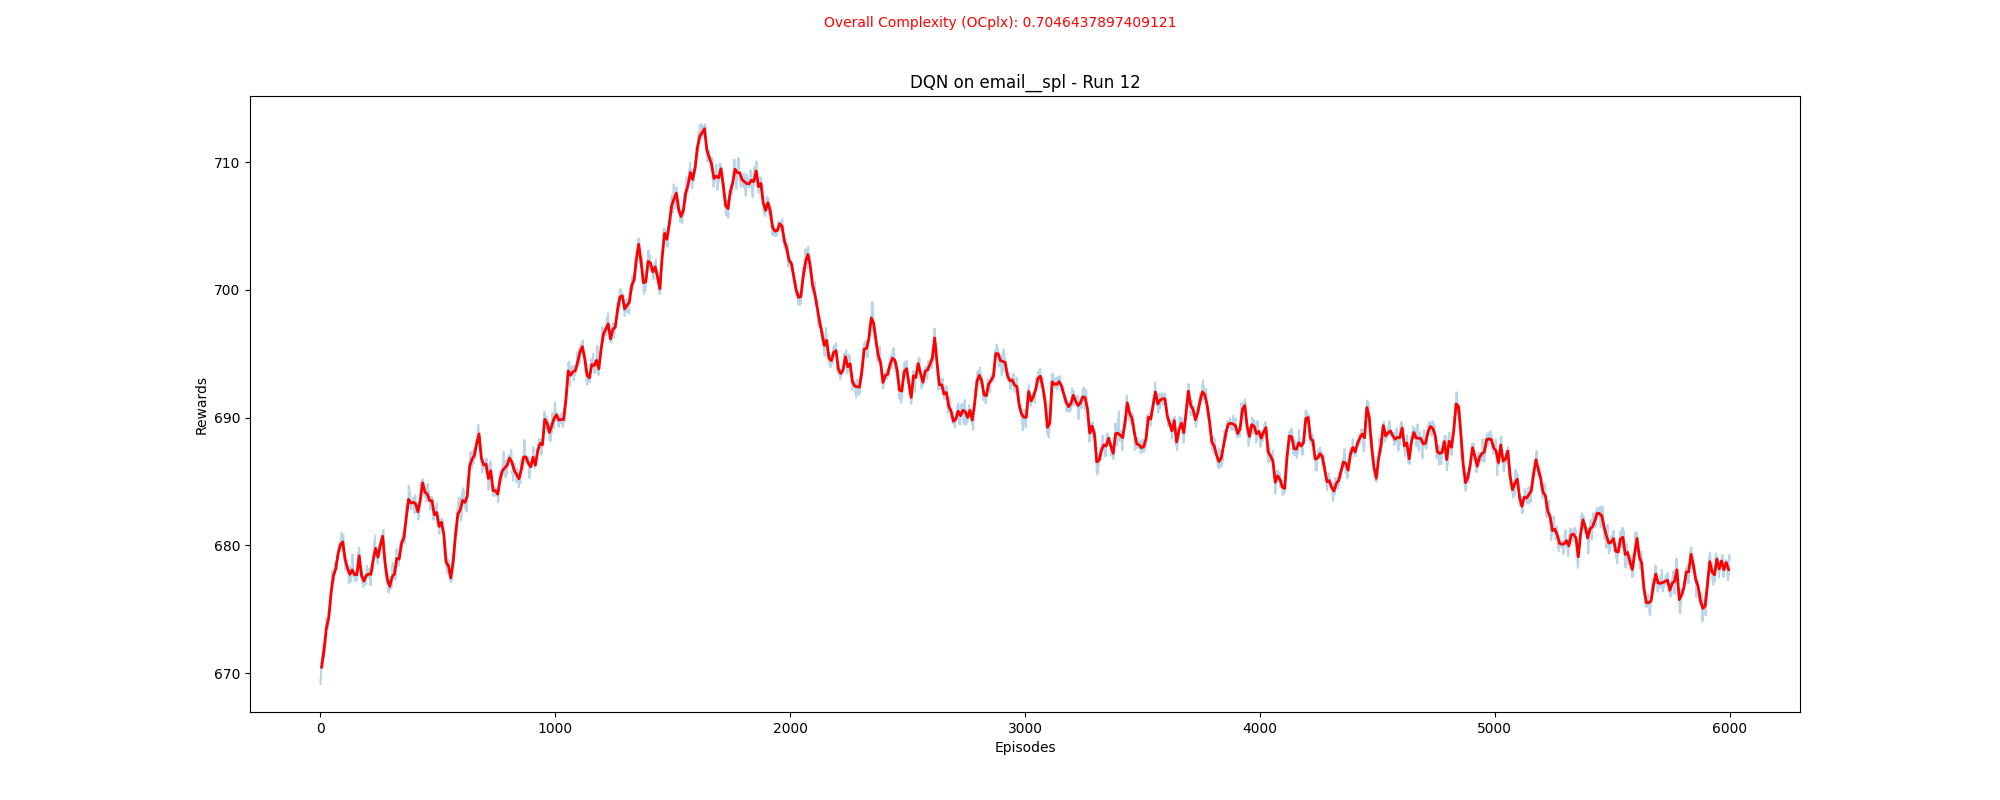 Overall Complexity (OCplx): 0.7046437897409121
DQN on email__spl - Run 12
710
700
690
680
670
Rewards
0 1000 2000 3000 4000 5000 6000
Episodes